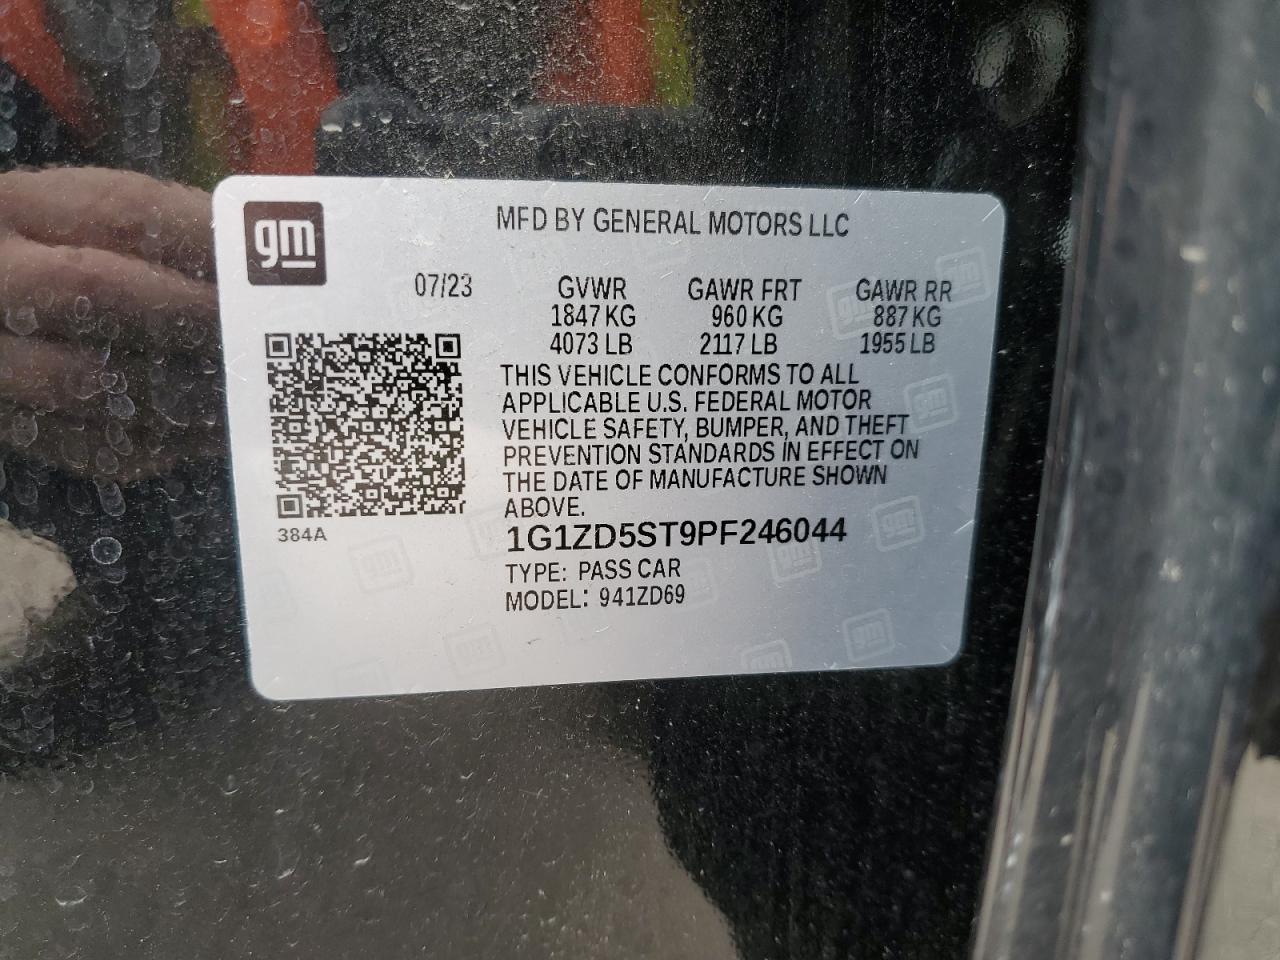 gm
MFD BY GENERAL MOTORS LLC
07/23
GVWR GAWR FRT GAWR RR
1847 KG 960 KG 887 KG
4073 LB 2117 LB 1955 LB
THIS VEHICLE CONFORMS TO ALL
APPLICABLE U.S. FEDERAL MOTOR
VEHICLE SAFETY, BUMPER, AND THEFT
PREVENTION STANDARDS IN EFFECT ON
THE DATE OF MANUFACTURE SHOWN
ABOVE.
384A
1G1ZD5ST9PF246044
TYPE: PASS CAR
MODEL: 941ZD69